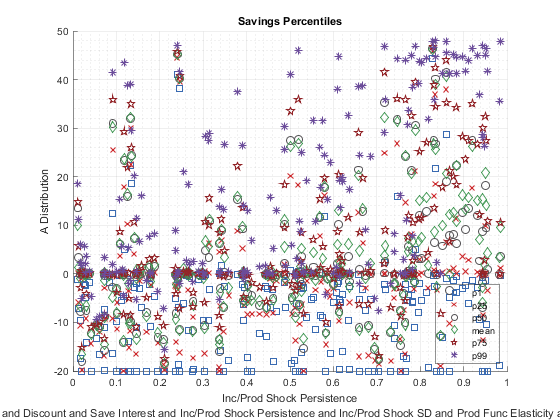 Savings Percentiles
A Distribution
50
40
30
20
10
0
-10
-20
0 0.1 0.2 0.3 0.4 0.5 0.6 0.7 0.8 0.9 1
p1
p25
p50
mean
p75
p99
Inc/Prod Shock Persistence
and Discount and Save Interest and Inc/Prod Shock Persistence and Inc/Prod Shock SD and Prod Func Elasticity